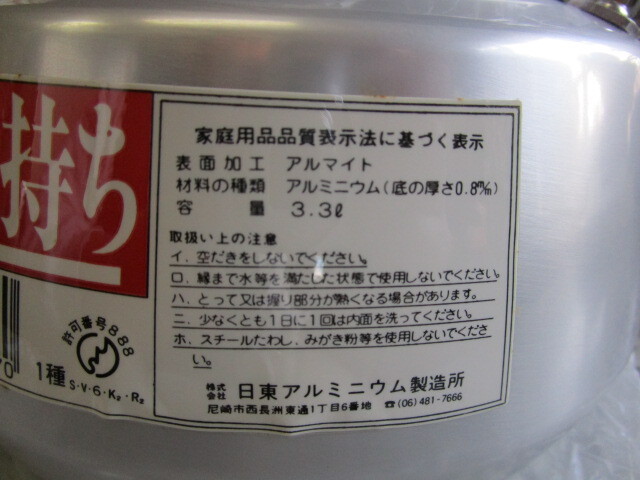 持ち
家庭用品品質表示法に基づく表示
表面加工 アルマイト
材料の種類 アルミニウム(底の厚さ0.8㎜)
容量 3.3ℓ
取扱い上の注意
イ.空だきをしないでください。
ロ.縁まで水等を満たした状態で使用しないでください。
ハ.とって又は握り部分が熱くなる場合があります。
ニ.少なくとも1日に1回は内面を洗ってください。
ホ.スチールたわし、みがき粉等を使用しないでくださ
い。
株式会社 日東アルミニウム製造所
尼崎市西長洲東通1丁目6番地 ☎(06)481-7666
許可番号888
1種 S·V·6·K₂·R₂
70